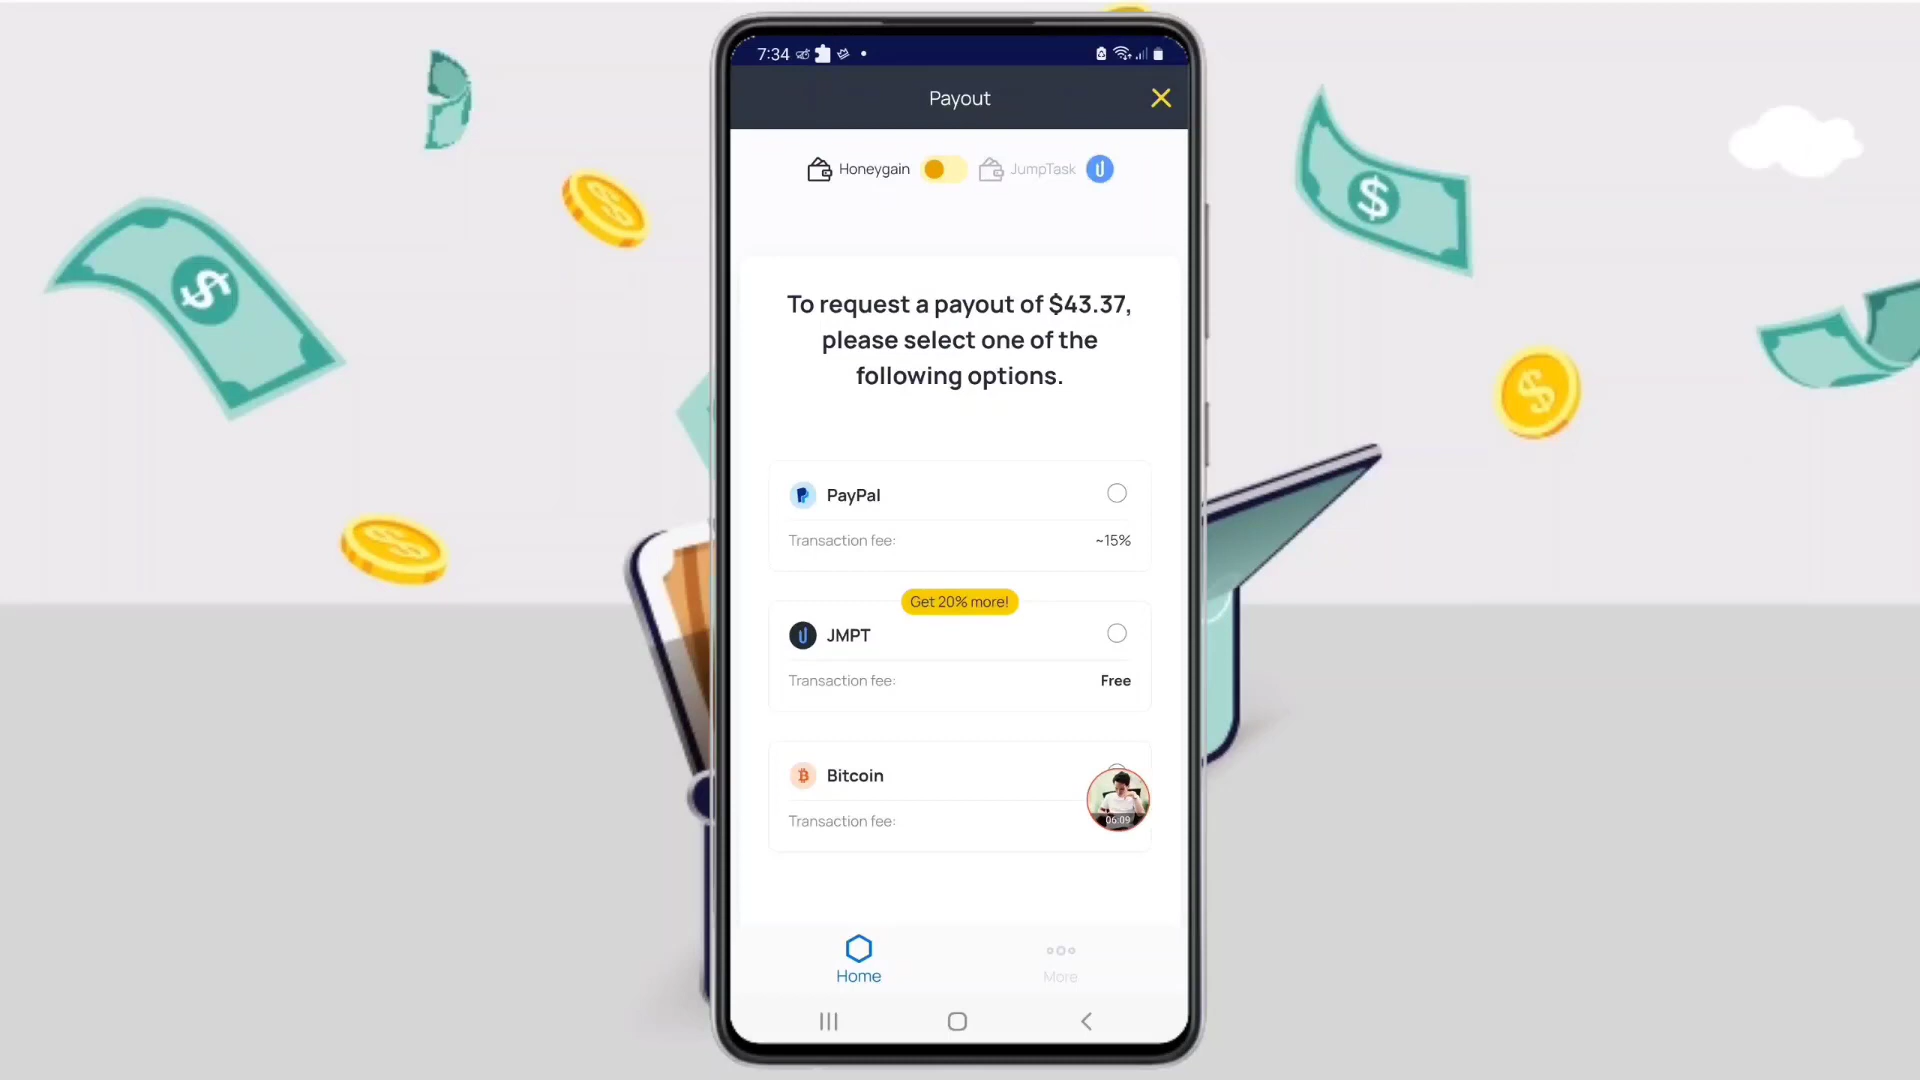 7:34
Payout
Honeygain JumpTask
To request a payout of $43.37,
please select one of the
following options.
PayPal
Transaction fee: ~15%
Get 20% more!
JMPT
Transaction fee: Free
Bitcoin
Transaction fee:
06:09
Home More